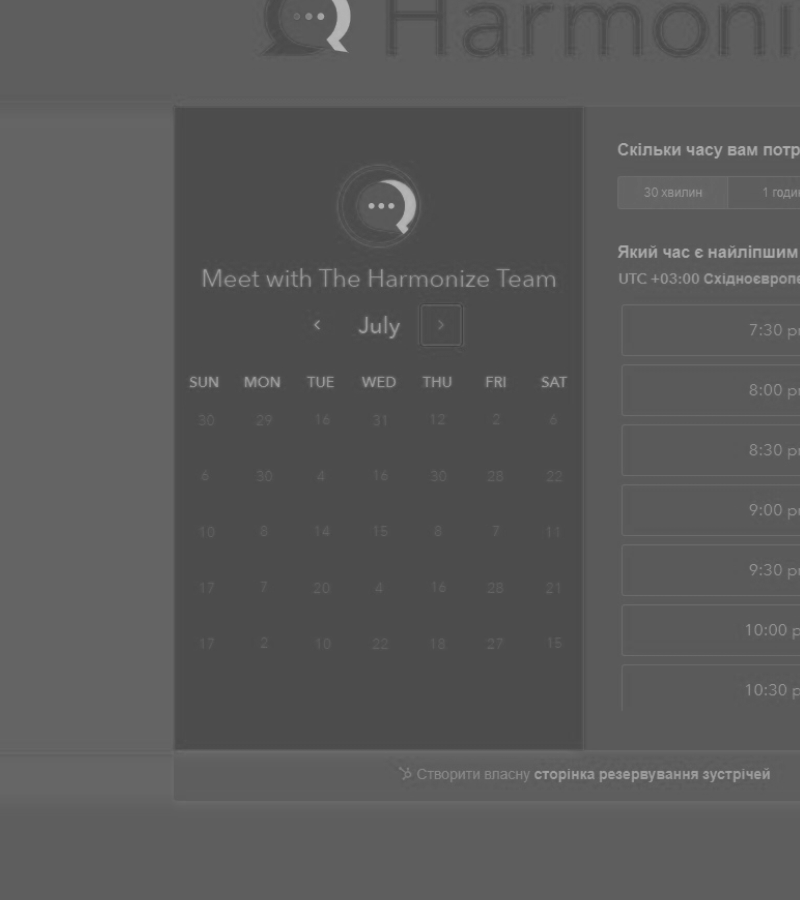 Harmoni
Meet with The Harmonize Team
July
SUN MON TUE WED THU FRI SAT
30 29 16 31 12 2 6
6 30 4 16 30 28 22
10 8 14 15 8 7 11
17 7 20 4 16 28 21
17 2 10 22 18 27 15
Скільки часу вам потр
30 хвилин 1 годи
Який час є найліпшим
UTC +03:00 Східноєвропе
7:30 p
8:00 p
8:30 p
9:00 p
9:30 p
10:00 p
10:30 p
Створити власну сторінка резервування зустрічей